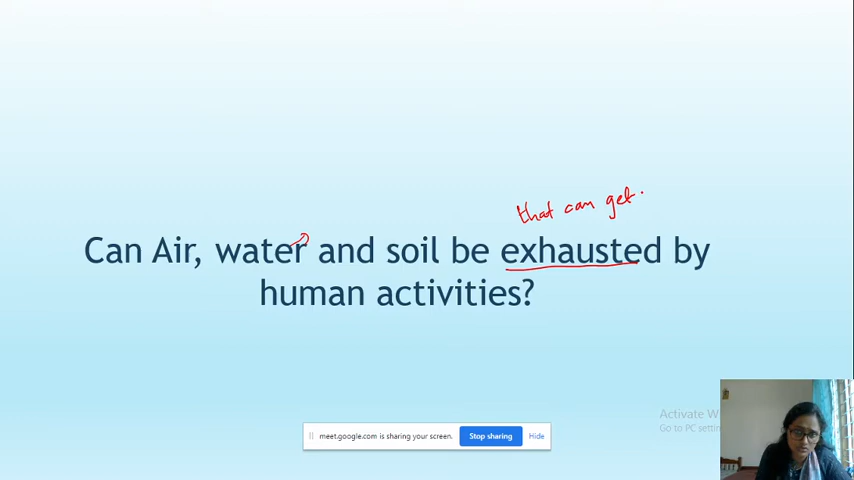 that can get.
Can Air, water and soil be exhausted by
human activities?
Activate W
Go to PC settin
meet.google.com is sharing your screen.
Stop sharing
Hide